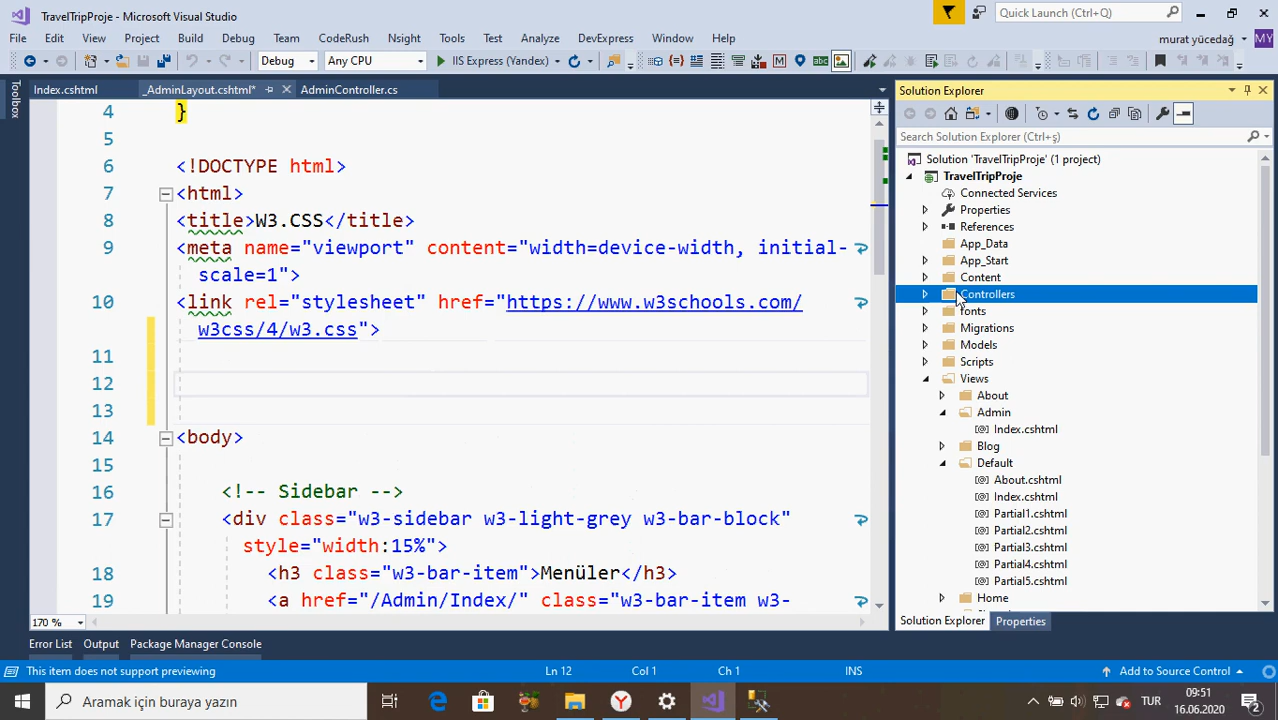 TravelTripProje - Microsoft Visual Studio
Quick Launch (Ctrl+Q)
File Edit View Project Build Debug Team CodeRush Nsight Tools Test Analyze DevExpress Window Help
murat yücedağ MY
Debug Any CPU IIS Express (Yandex)
Toolbox
Index.cshtml _AdminLayout.cshtml* AdminController.cs
4 }
5
6 <!DOCTYPE html>
7 <html>
8 <title>W3.CSS</title>
9 <meta name="viewport" content="width=device-width, initial-
scale=1">
10 <link rel="stylesheet" href="https://www.w3schools.com/
w3css/4/w3.css">
11
12
13
14 <body>
15
16 <!-- Sidebar -->
17 <div class="w3-sidebar w3-light-grey w3-bar-block"
style="width:15%">
18 <h3 class="w3-bar-item">Menüler</h3>
19 <a href="/Admin/Index/" class="w3-bar-item w3-
170 %
Solution Explorer
Search Solution Explorer (Ctrl+ş)
Solution 'TravelTripProje' (1 project)
TravelTripProje
Connected Services
Properties
References
App_Data
App_Start
Content
Controllers
fonts
Migrations
Models
Scripts
Views
About
Admin
Index.cshtml
Blog
Default
About.cshtml
Index.cshtml
Partial1.cshtml
Partial2.cshtml
Partial3.cshtml
Partial4.cshtml
Partial5.cshtml
Home
Solution Explorer Properties
Error List Output Package Manager Console
This item does not support previewing Ln 12 Col 1 Ch 1 INS Add to Source Control
Aramak için buraya yazın
TUR 09:51
16.06.2020
2